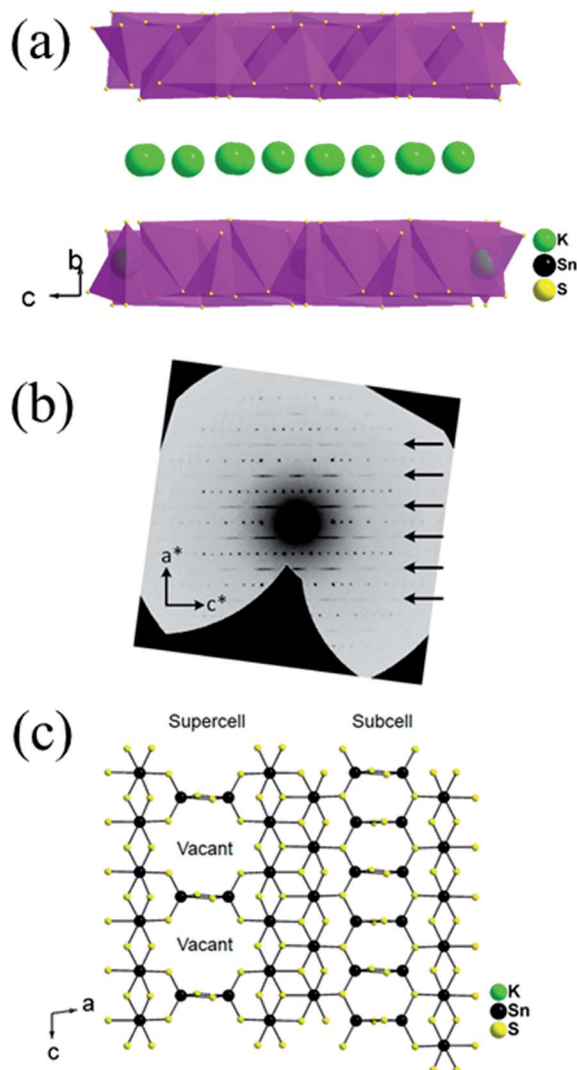 (a)
b
c
K
Sn
S
(b)
a*
c*
(c)
Supercell Subcell
Vacant
Vacant
a
c
K
Sn
S